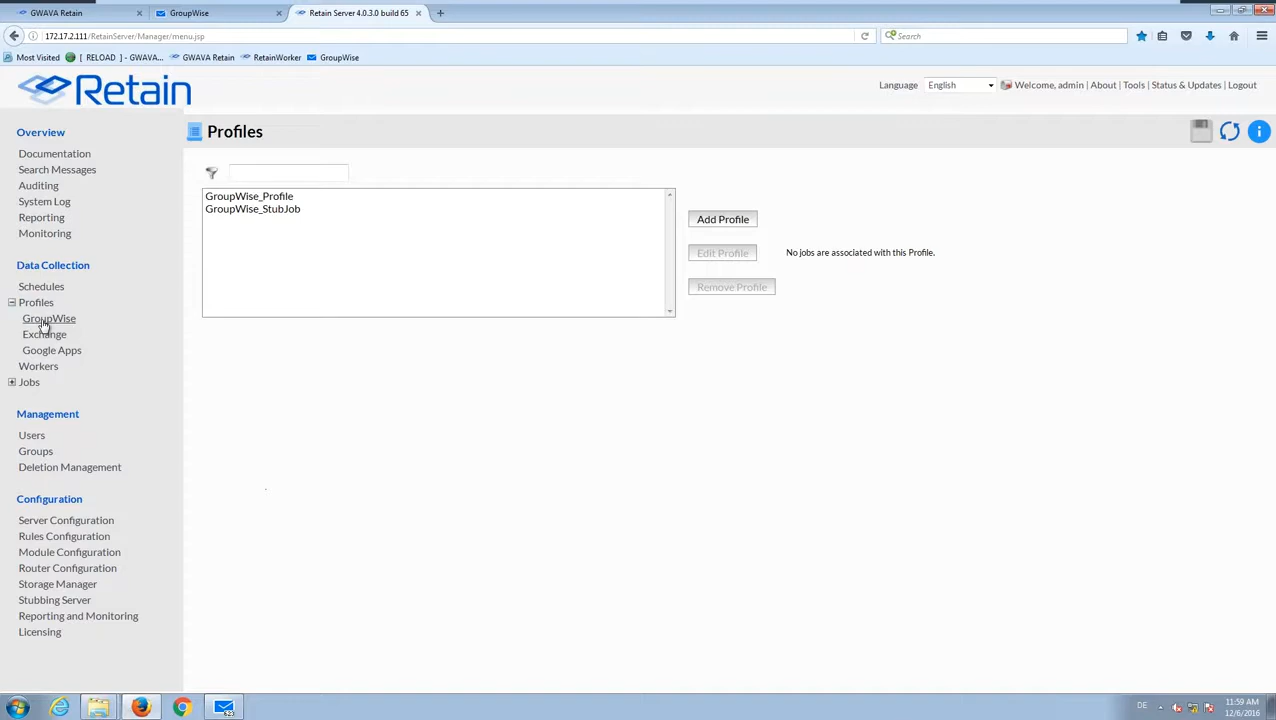 GWAVA Retain
GroupWise
Retain Server 4.0.3.0 build 65
172.17.2.111/RetainServer/Manager/menu.jsp
Search
Most Visited
[ RELOAD ] - GWAVA...
GWAVA Retain
RetainWorker
GroupWise
Retain
Language English Welcome, admin | About | Tools | Status & Updates | Logout
Overview
Documentation
Search Messages
Auditing
System Log
Reporting
Monitoring
Data Collection
Schedules
Profiles
GroupWise
Exchange
Google Apps
Workers
Jobs
Management
Users
Groups
Deletion Management
Configuration
Server Configuration
Rules Configuration
Module Configuration
Router Configuration
Storage Manager
Stubbing Server
Reporting and Monitoring
Licensing
Profiles
GroupWise_Profile
GroupWise_StubJob
Add Profile
Edit Profile
No jobs are associated with this Profile.
Remove Profile
623
DE
11:59 AM
12/6/2016